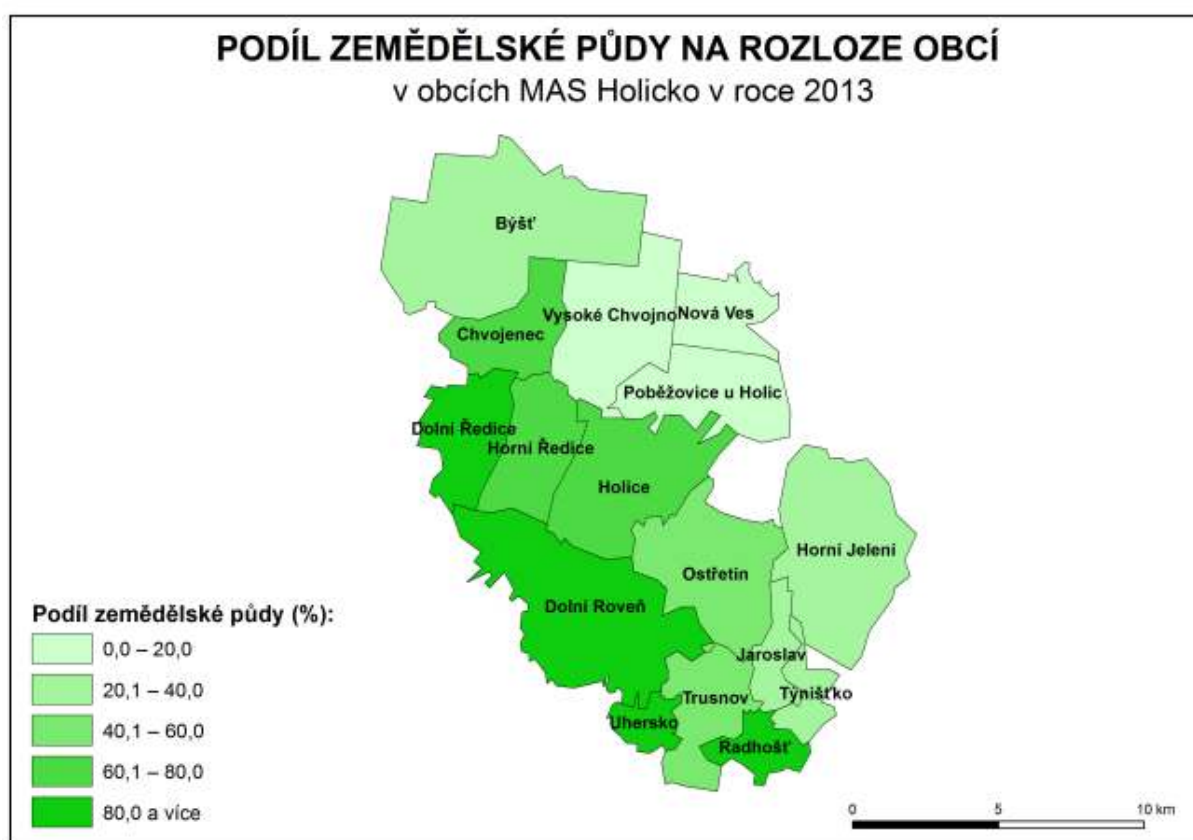 PODÍL ZEMĚDĚLSKÉ PŮDY NA ROZLOZE OBCÍ
v obcích MAS Holicko v roce 2013
Býšť
Vysoké Chvojno
Nová Ves
Chvojenec
Poběžovice u Holic
Dolní Ředice
Horní Ředice
Holice
Horní Jelení
Ostřetín
Dolní Roveň
Jaroslav
Týnišťko
Trusnov
Uhersko
Radhošť
Podíl zemědělské půdy (%):
0,0 – 20,0
20,1 – 40,0
40,1 – 60,0
60,1 – 80,0
80,0 a více
0 5 10 km